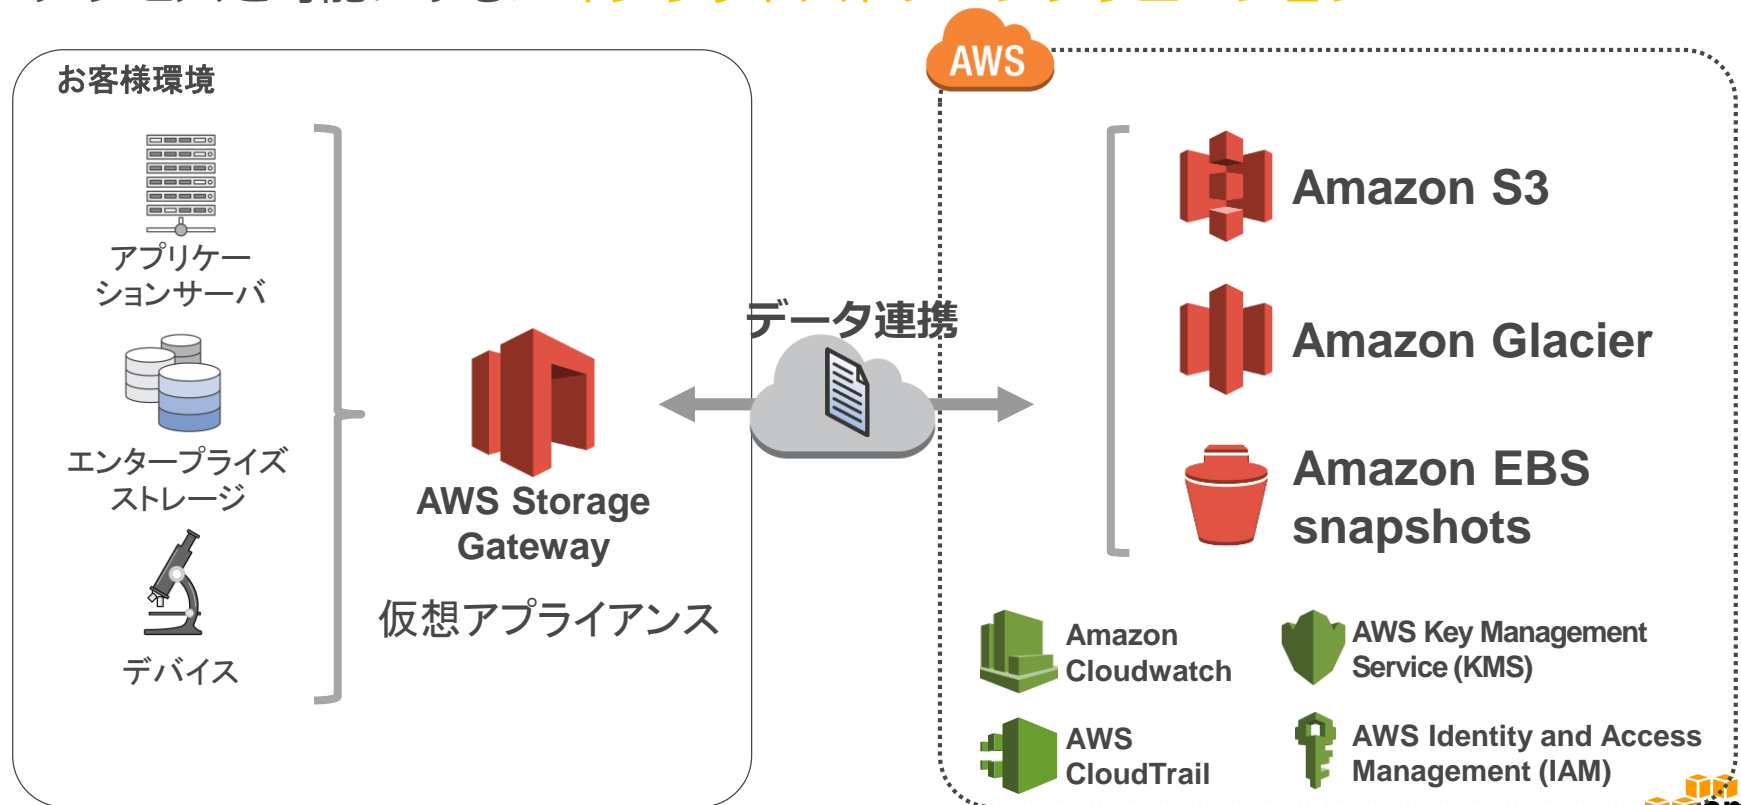 お客様環境
アプリケー
ションサーバ
エンタープライズ
ストレージ
デバイス
AWS Storage
Gateway
仮想アプライアンス
データ連携
AWS
Amazon S3
Amazon Glacier
Amazon EBS
snapshots
Amazon
Cloudwatch
AWS Key Management
Service (KMS)
AWS
CloudTrail
AWS Identity and Access
Management (IAM)